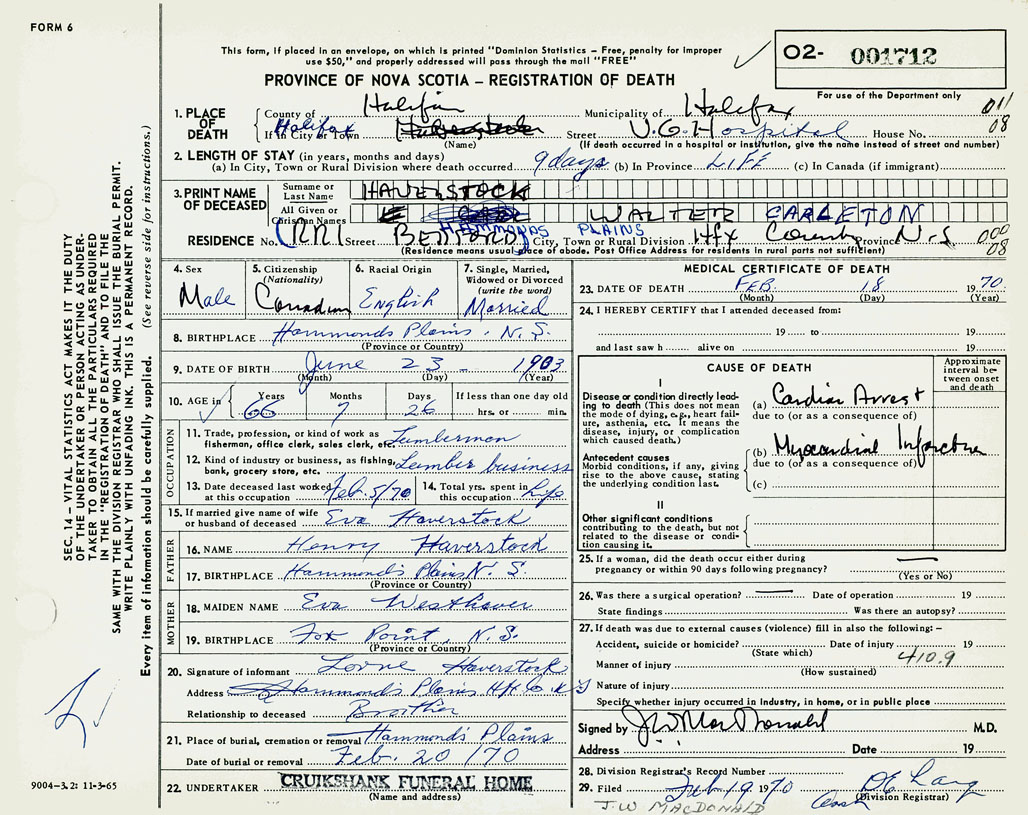 FORM 6
This form, if placed in an envelope, on which is printed "Dominion Statistics – Free, penalty for improper
use $50," and properly addressed will pass through the mail "FREE"
PROVINCE OF NOVA SCOTIA – REGISTRATION OF DEATH
02- 001712
For use of the Department only
011
08
1. PLACE OF DEATH
County of Halifax Municipality of Halifax
If in City or Town Halifax Street V.G. Hospital House No.
(Name) (If death occurred in a hospital or institution, give the name instead of street and number)
2. LENGTH OF STAY (in years, months and days)
(a) In City, Town or Rural Division where death occurred 9 days (b) In Province LIFE (c) In Canada (if immigrant)
3. PRINT NAME OF DECEASED
Surname or Last Name HAVERSTOCK
All Given or Christian Names WALTER CARLETON
HAMMONDS PLAINS
RESIDENCE No. (RR1 Street BEDFORD) City, Town or Rural Division Hfx County Province N.S.
(Residence means usual place of abode. Post Office Address for residents in rural parts not sufficient)
000
08
4. Sex Male
5. Citizenship (Nationality) Canadian
6. Racial Origin English
7. Single, Married, Widowed or Divorced (write the word) Married
8. BIRTHPLACE Hammonds Plains, N.S.
(Province or Country)
9. DATE OF BIRTH June 23 - 1903
(Month) (Day) (Year)
10. AGE in Years 66 Months 7 Days 26 If less than one day old hrs. or min.
OCCUPATION
11. Trade, profession, or kind of work as fisherman, office clerk, sales clerk, etc. Lumberman
12. Kind of industry or business, as fishing, bank, grocery store, etc. Lumber business
13. Date deceased last worked at this occupation Feb. 5/70
14. Total yrs. spent in this occupation Life
15. If married give name of wife or husband of deceased Eva Haverstock
FATHER
16. NAME Henry Haverstock
17. BIRTHPLACE Hammond's Plains N. S.
(Province or Country)
MOTHER
18. MAIDEN NAME Eva Westhaver
19. BIRTHPLACE Fox Point, N.S.
(Province or Country)
20. Signature of informant Lorne Haverstock
Address Hammond's Plains Hfx Co. N S
Relationship to deceased Brother
21. Place of burial, cremation or removal Hammond's Plains
Date of burial or removal Feb. 20/70
22. UNDERTAKER CRUIKSHANK FUNERAL HOME
(Name and address)
MEDICAL CERTIFICATE OF DEATH
23. DATE OF DEATH FEB. 18 1970
(Month) (Day) (Year)
24. I HEREBY CERTIFY that I attended deceased from:
19 to 19
and last saw h alive on 19
CAUSE OF DEATH
Approximate interval between onset and death
I
Disease or condition directly leading to death (This does not mean the mode of dying, e.g., heart failure, asthenia, etc. It means the disease, injury, or complication which caused death.)
(a) Cardiac Arrest
due to (or as a consequence of)
Antecedent causes
Morbid conditions, if any, giving rise to the above cause, stating the underlying condition last.
(b) Myocardial Infarction
due to (or as a consequence of)
(c)
II
Other significant conditions
contributing to the death, but not related to the disease or condition causing it.
25. If a woman, did the death occur either during
pregnancy or within 90 days following pregnancy? —
(Yes or No)
26. Was there a surgical operation? — Date of operation 19
State findings Was there an autopsy?
27. If death was due to external causes (violence) fill in also the following: –
Accident, suicide or homicide? Date of injury 19
(State which)
410.9
Manner of injury
(How sustained)
Nature of injury
Specify whether injury occurred in industry, in home, or in public place
Signed by J.W. MacDonald M.D.
Address Date 19
28. Division Registrar's Record Number
29. Filed Feb 19 1970 Lang
(Division Registrar)
J.W MACDONALD
SEC. 14 – VITAL STATISTICS ACT MAKES IT THE DUTY
OF THE UNDERTAKER OR PERSON ACTING AS UNDER-
TAKER TO OBTAIN ALL THE PARTICULARS REQUIRED
IN THE "REGISTRATION OF DEATH" AND TO FILE THE
SAME WITH THE DIVISION REGISTRAR WHO SHALL ISSUE THE BURIAL PERMIT.
WRITE PLAINLY WITH UNFADING INK. THIS IS A PERMANENT RECORD.
Every item of information should be carefully supplied. (See reverse side for instructions.)
9004-3.2: 11-3-65